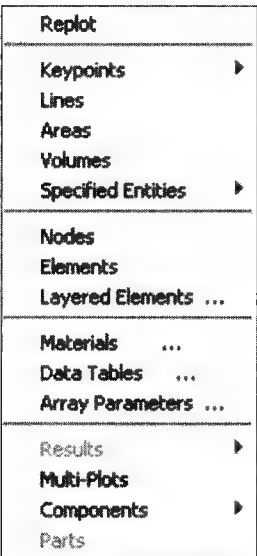 Replot
Keypoints
Lines
Areas
Volumes
Specified Entities
Nodes
Elements
Layered Elements ...
Materials ...
Data Tables ...
Array Parameters ...
Results
Multi-Plots
Components
Parts